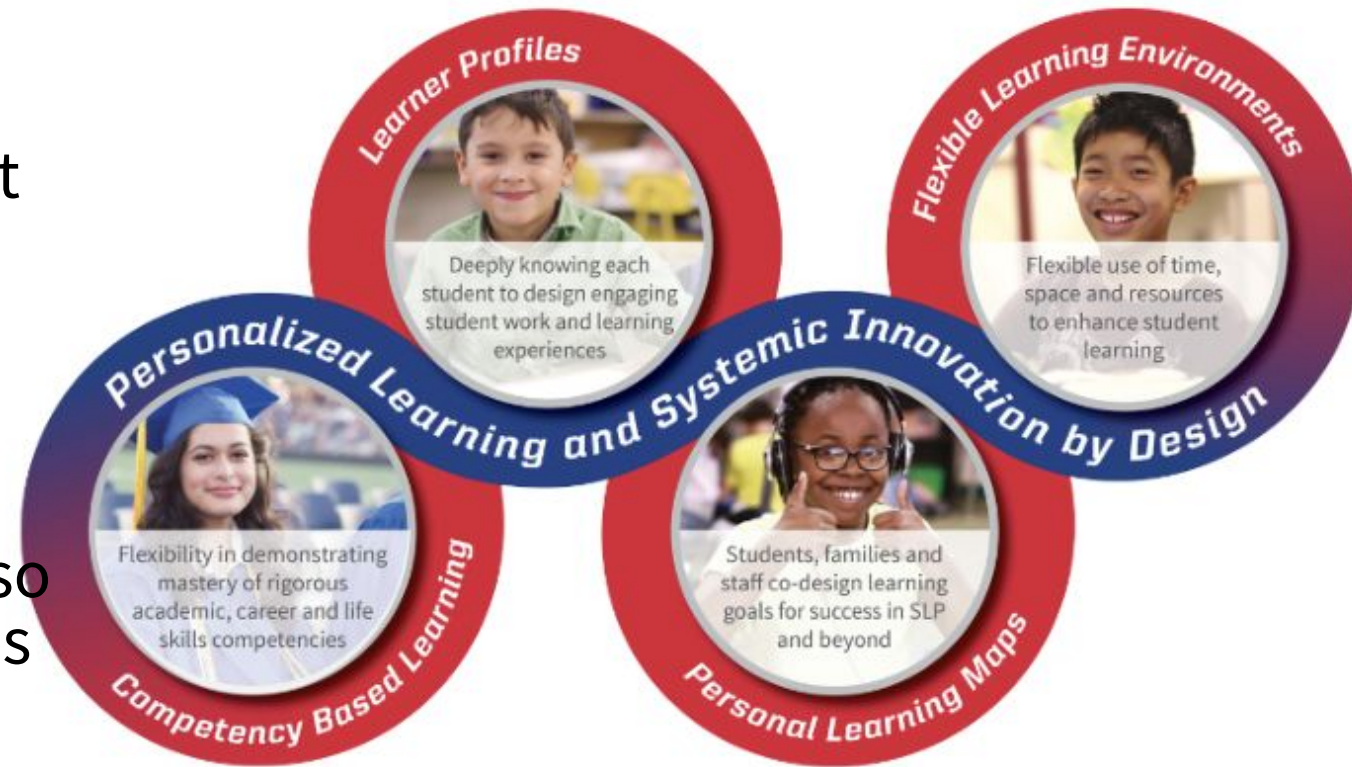 t
so
s
Learner Profiles
Deeply knowing each
student to design engaging
student work and learning
experiences
Flexible Learning Environments
Flexible use of time,
space and resources
to enhance student
learning
Personalized Learning and Systemic Innovation by Design
Flexibility in demonstrating
mastery of rigorous
academic, career and life
skills competencies
Competency Based Learning
Students, families and
staff co-design learning
goals for success in SLP
and beyond
Personal Learning Maps